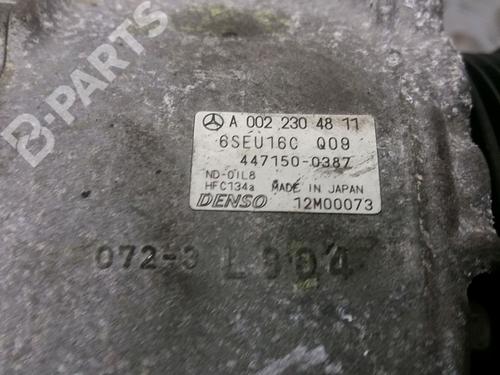 B-PARTS
A 002 230 48 11
6SEU16C Q09
447150-0387
ND-OIL8
HFC134a MADE IN JAPAN
DENSO 12M00073
072-3 L904